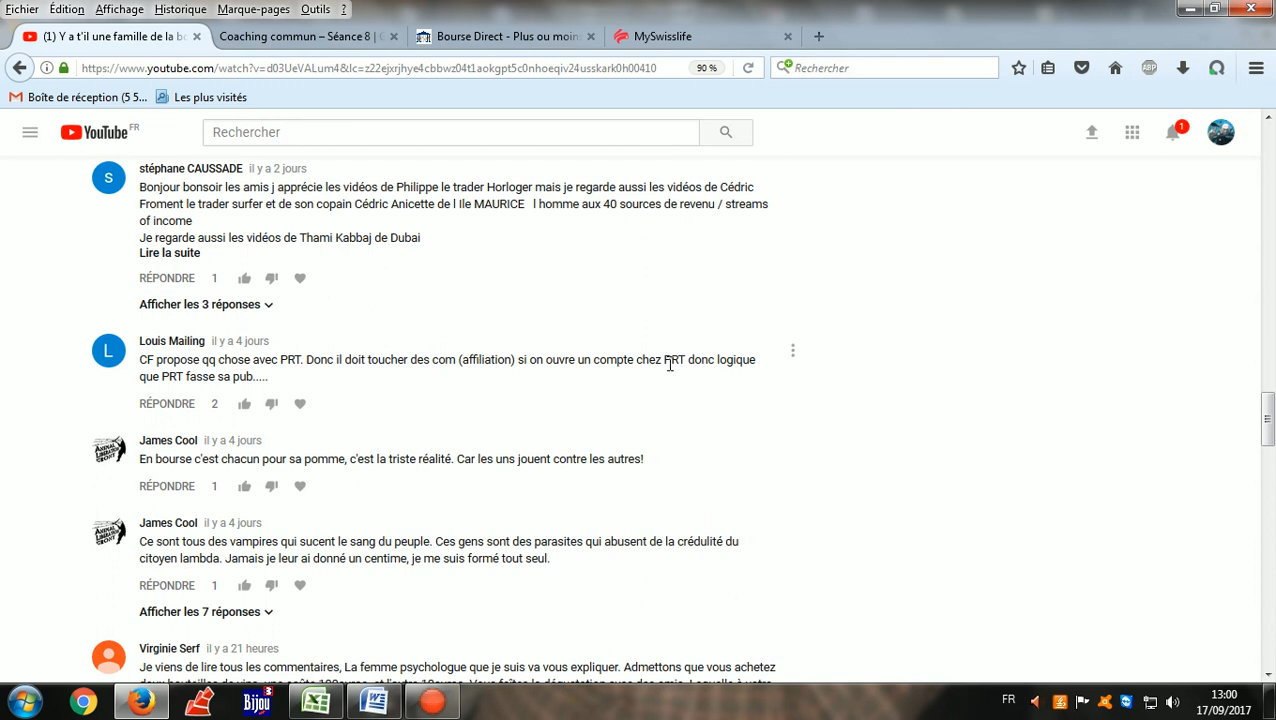 Fichier Édition Affichage Historique Marque-pages Outils ?
(1) Y a t'il une famille de la bo
Coaching commun – Séance 8 | C
Bourse Direct - Plus ou moins
MySwisslife
https://www.youtube.com/watch?v=d03UeVALum4&lc=z22ejxrjhye4cbbwz04t1aokgpt5c0nhoeqiv24usskark0h00410
90 %
Rechercher
ABP
Boîte de réception (5 5... Les plus visités
YouTube FR
Rechercher
1
S
stéphane CAUSSADE il y a 2 jours
Bonjour bonsoir les amis j apprécie les vidéos de Philippe le trader Horloger mais je regarde aussi les vidéos de Cédric
Froment le trader surfer et de son copain Cédric Anicette de l Ile MAURICE l homme aux 40 sources de revenu / streams
of income
Je regarde aussi les vidéos de Thami Kabbaj de Dubai
Lire la suite
RÉPONDRE 1
Afficher les 3 réponses
L
Louis Mailing il y a 4 jours
CF propose qq chose avec PRT. Donc il doit toucher des com (affiliation) si on ouvre un compte chez PRT donc logique
que PRT fasse sa pub.....
RÉPONDRE 2
James Cool il y a 4 jours
En bourse c'est chacun pour sa pomme, c'est la triste réalité. Car les uns jouent contre les autres!
RÉPONDRE 1
James Cool il y a 4 jours
Ce sont tous des vampires qui sucent le sang du peuple. Ces gens sont des parasites qui abusent de la crédulité du
citoyen lambda. Jamais je leur ai donné un centime, je me suis formé tout seul.
RÉPONDRE 1
Afficher les 7 réponses
Virginie Serf il y a 21 heures
Je viens de lire tous les commentaires, La femme psychologue que je suis va vous expliquer. Admettons que vous achetez
Bijou 3
FR
13:00
17/09/2017